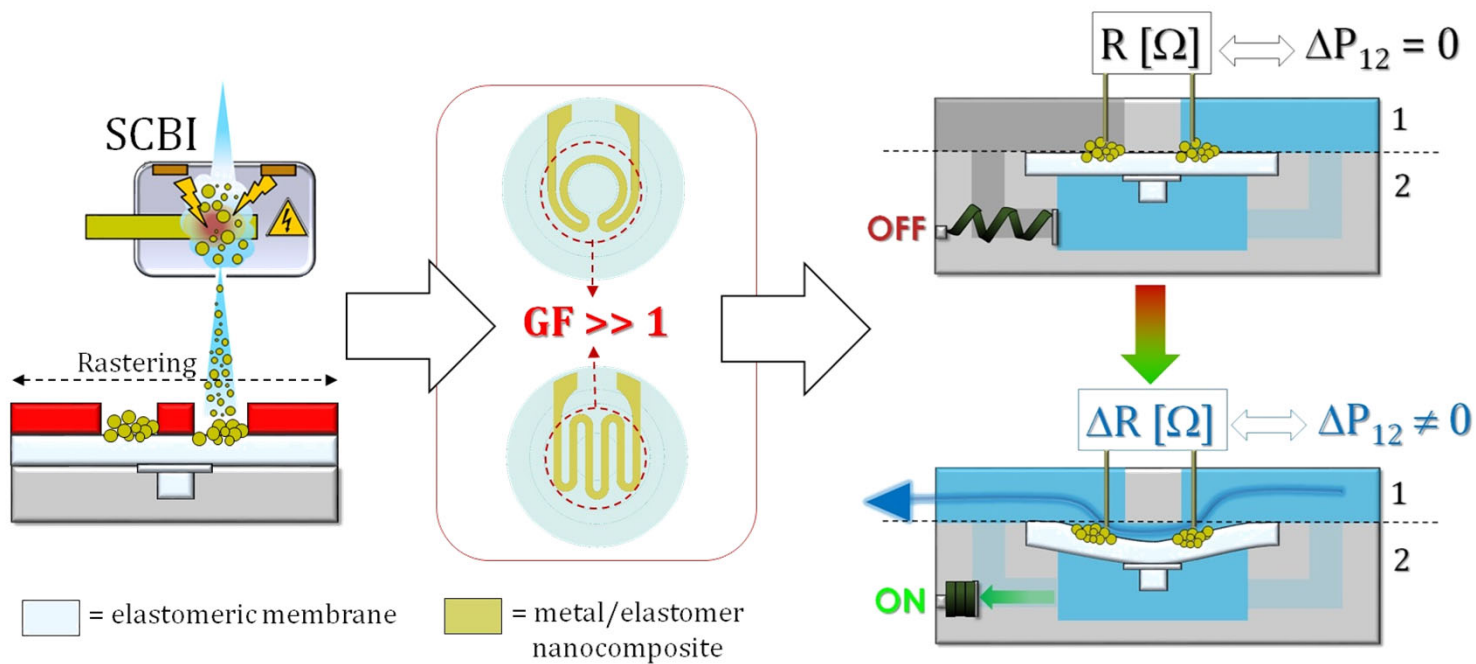 SCBI
Rastering
= elastomeric membrane
GF >> 1
= metal/elastomer
nanocomposite
R [Ω]
ΔP₁₂ = 0
1
2
OFF
ΔR [Ω]
ΔP₁₂ ≠ 0
1
2
ON